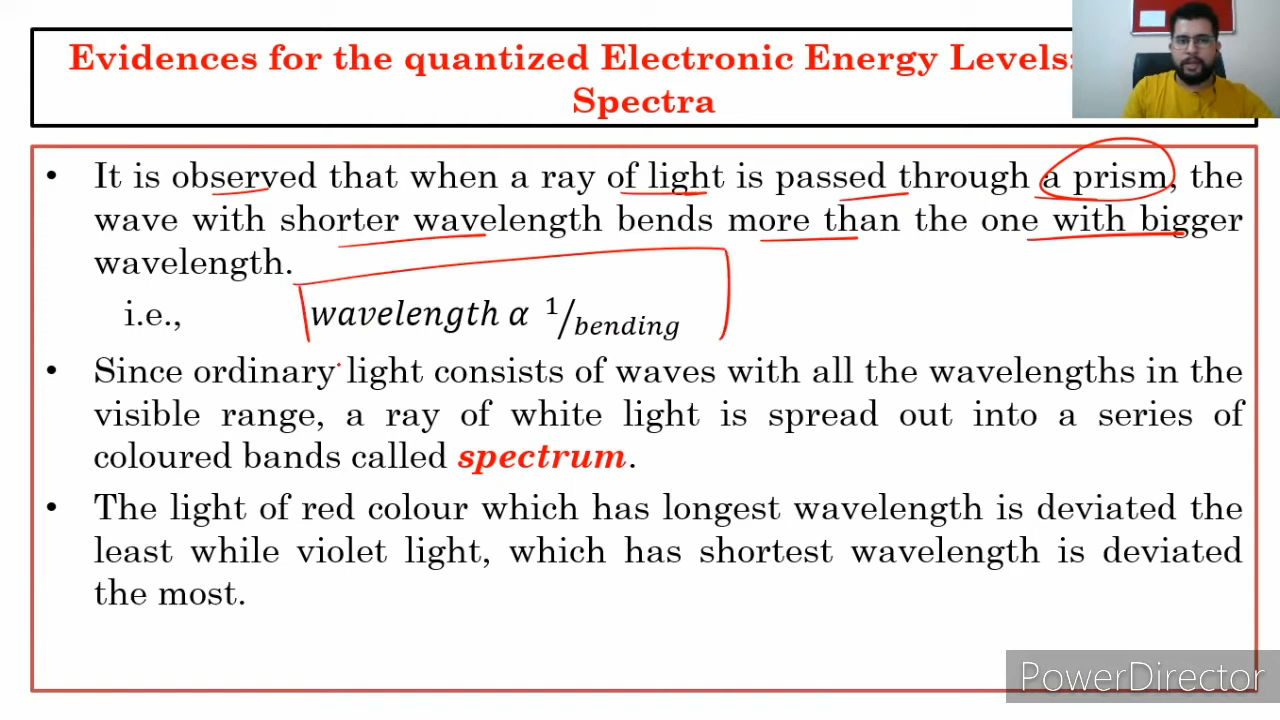 Evidences for the quantized Electronic Energy Levels:
Spectra
• It is observed that when a ray of light is passed through a prism, the
wave with shorter wavelength bends more than the one with bigger
wavelength.
i.e., wavelength α 1/bending
• Since ordinary light consists of waves with all the wavelengths in the
visible range, a ray of white light is spread out into a series of
coloured bands called spectrum.
• The light of red colour which has longest wavelength is deviated the
least while violet light, which has shortest wavelength is deviated
the most.
PowerDirector